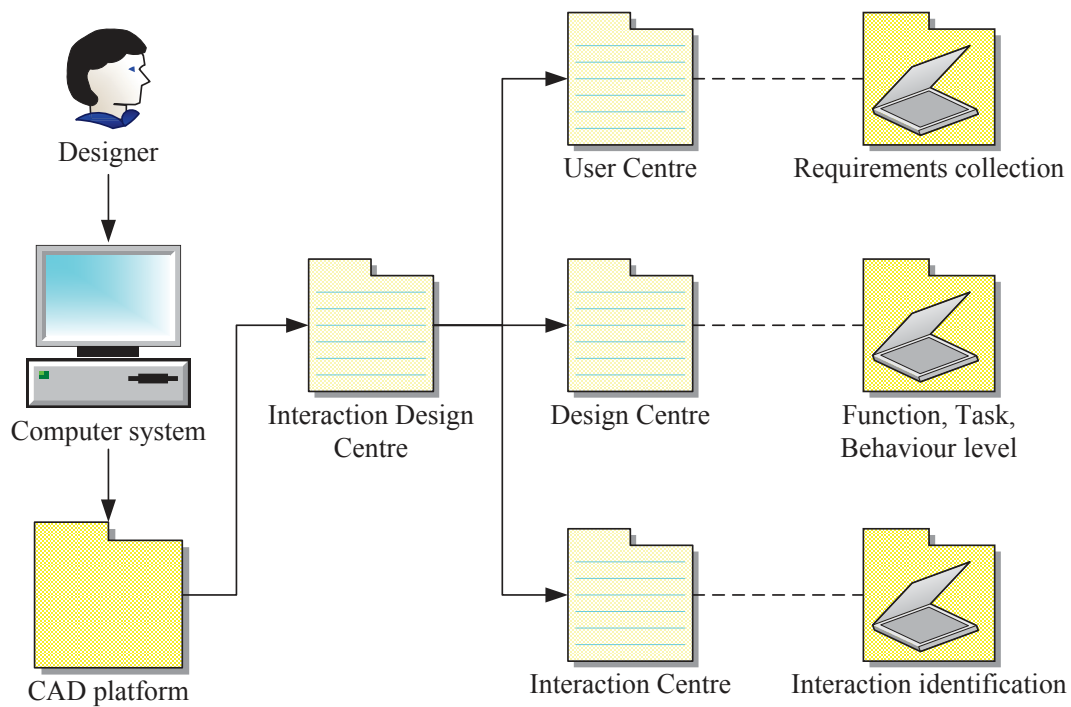 Designer
User Centre
Requirements collection
Computer system
Interaction Design
Centre
Design Centre
Function, Task,
Behaviour level
CAD platform
Interaction Centre
Interaction identification